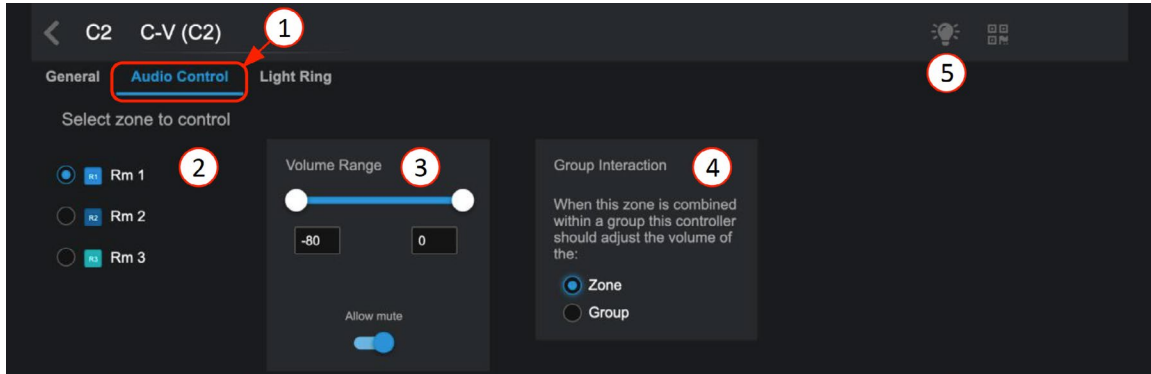 C2 C-V (C2)
1
5
General Audio Control Light Ring
Select zone to control
2
R1 Rm 1
R2 Rm 2
R3 Rm 3
Volume Range
3
-80 0
Allow mute
Group Interaction
4
When this zone is combined
within a group this controller
should adjust the volume of
the:
Zone
Group